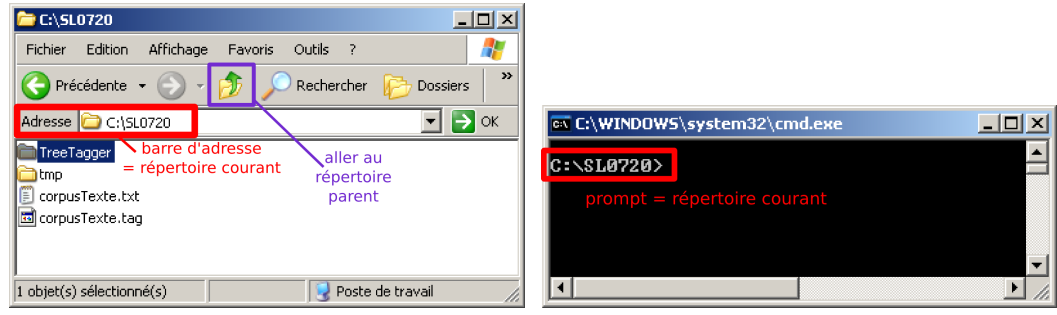 C:\SL0720
Fichier Edition Affichage Favoris Outils ?
Précédente Rechercher Dossiers »
Adresse C:\SL0720 OK
TreeTagger
barre d'adresse
= répertoire courant
aller au
répertoire
parent
tmp
corpusTexte.txt
corpusTexte.tag
1 objet(s) sélectionné(s) Poste de travail
C:\WINDOWS\system32\cmd.exe
C:\SL0720>
prompt = répertoire courant